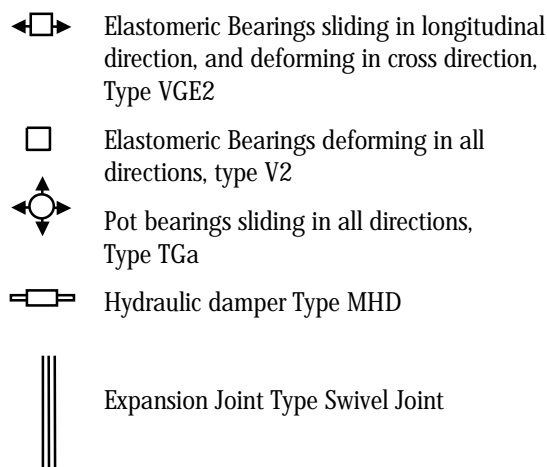 Elastomeric Bearings sliding in longitudinal
direction, and deforming in cross direction,
Type VGE2
Elastomeric Bearings deforming in all
directions, type V2
Pot bearings sliding in all directions,
Type TGa
Hydraulic damper Type MHD
Expansion Joint Type Swivel Joint